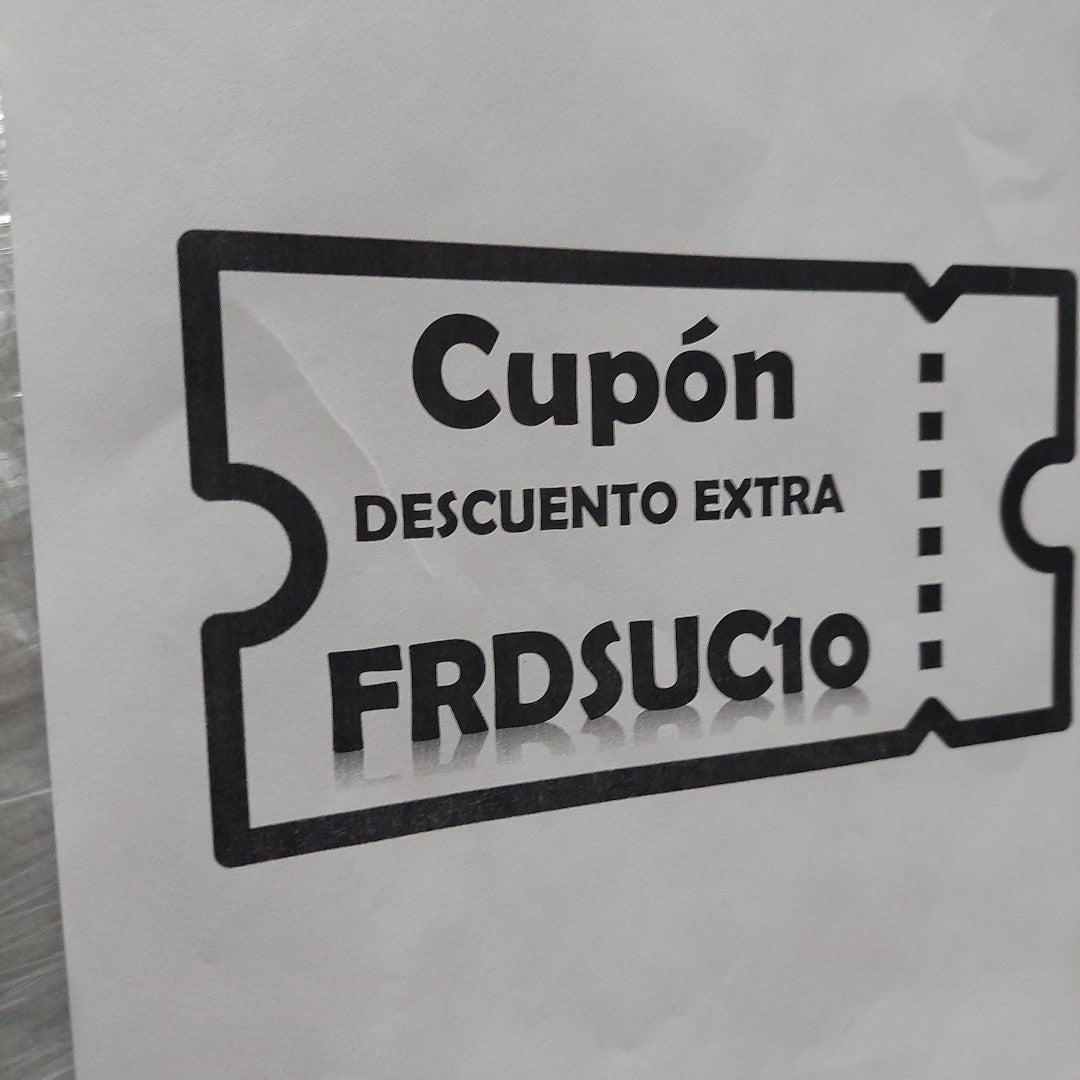 Cupón
DESCUENTO EXTRA
FRDSUC10